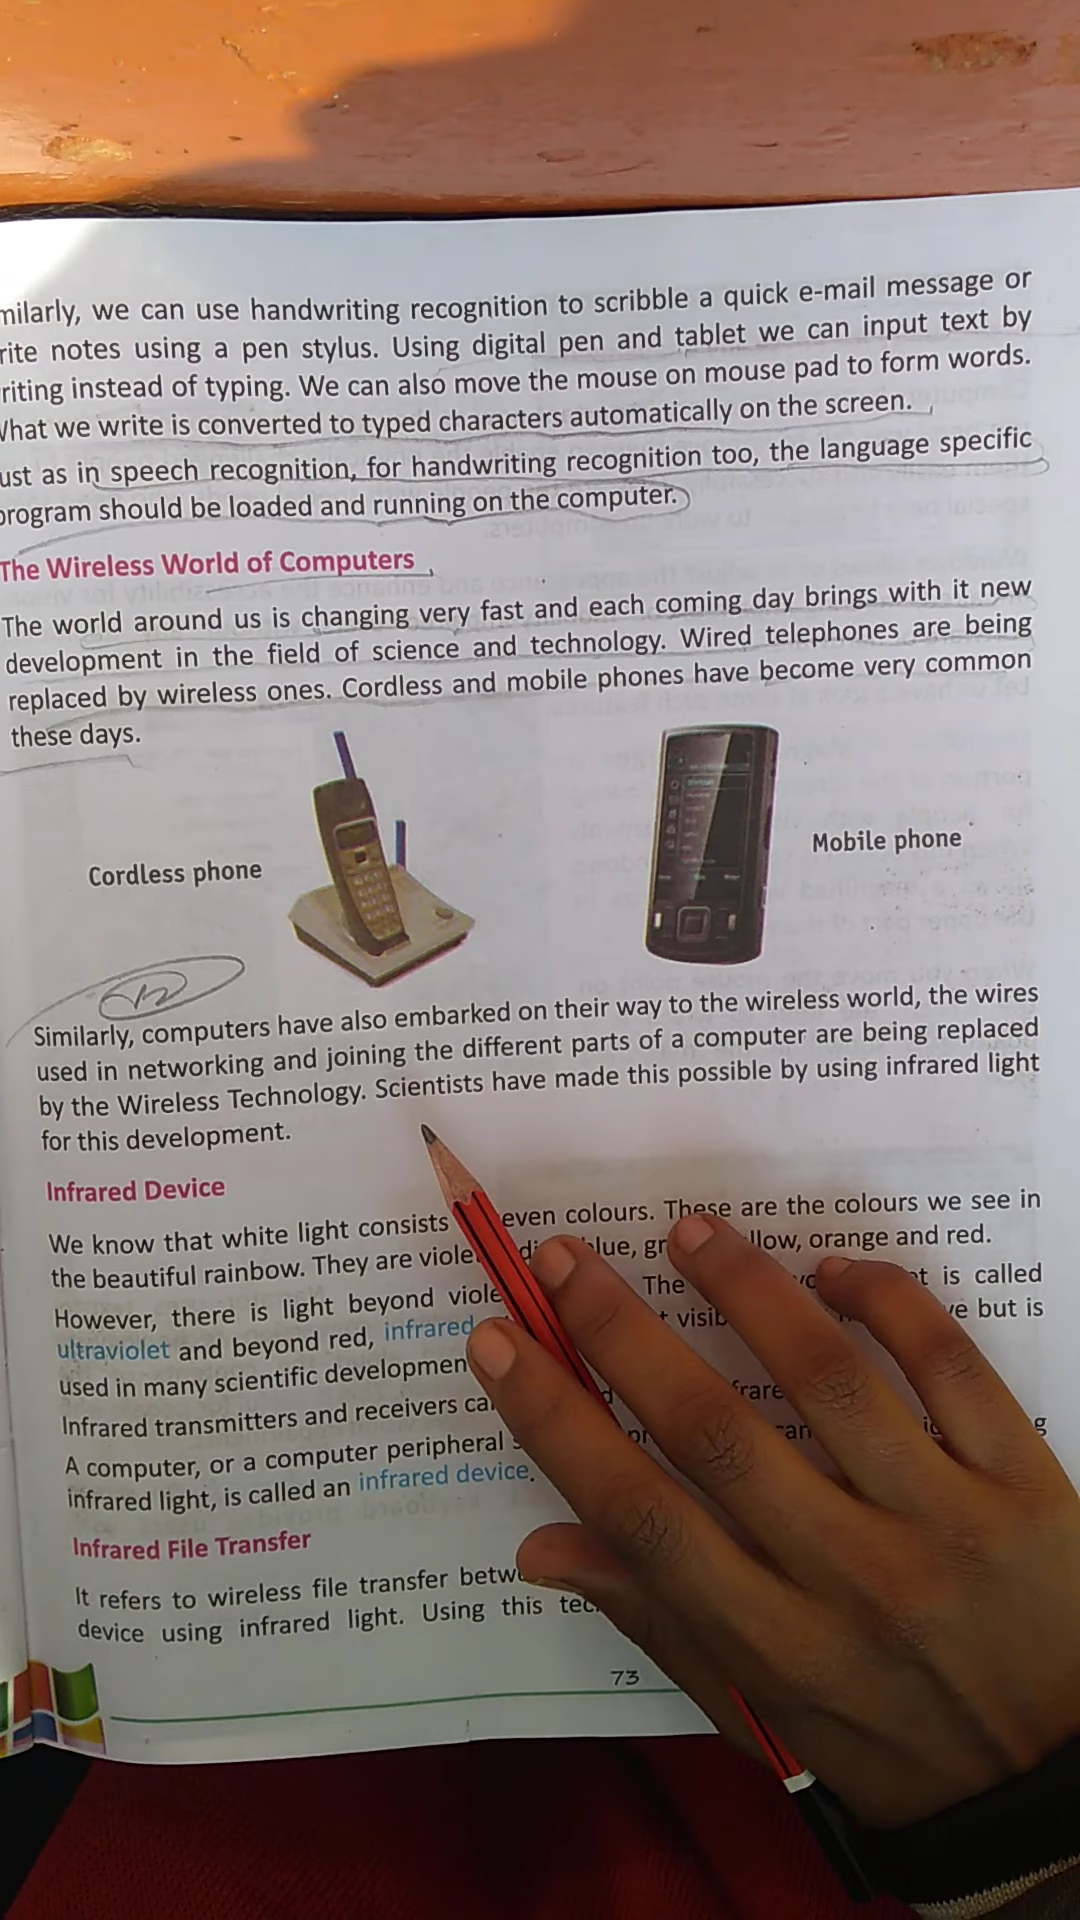 milarly, we can use handwriting recognition to scribble a quick e-mail message or
rite notes using a pen stylus. Using digital pen and tablet we can input text by
riting instead of typing. We can also move the mouse on mouse pad to form words.
What we write is converted to typed characters automatically on the screen.
ust as in speech recognition, for handwriting recognition too, the language specific
program should be loaded and running on the computer.
The Wireless World of Computers
The world around us is changing very fast and each coming day brings with it new
development in the field of science and technology. Wired telephones are being
replaced by wireless ones. Cordless and mobile phones have become very common
these days.
Cordless phone
Mobile phone
Similarly, computers have also embarked on their way to the wireless world, the wires
used in networking and joining the different parts of a computer are being replaced
by the Wireless Technology. Scientists have made this possible by using infrared light
for this development.
Infrared Device
We know that white light consists even colours. These are the colours we see in
the beautiful rainbow. They are viole blue, gr llow, orange and red.
However, there is light beyond viole The is called
ultraviolet and beyond red, infrared visib but is
used in many scientific developmen
Infrared transmitters and receivers ca frare
A computer, or a computer peripheral
infrared light, is called an infrared device.
Infrared File Transfer
It refers to wireless file transfer betw
device using infrared light. Using this tec
73